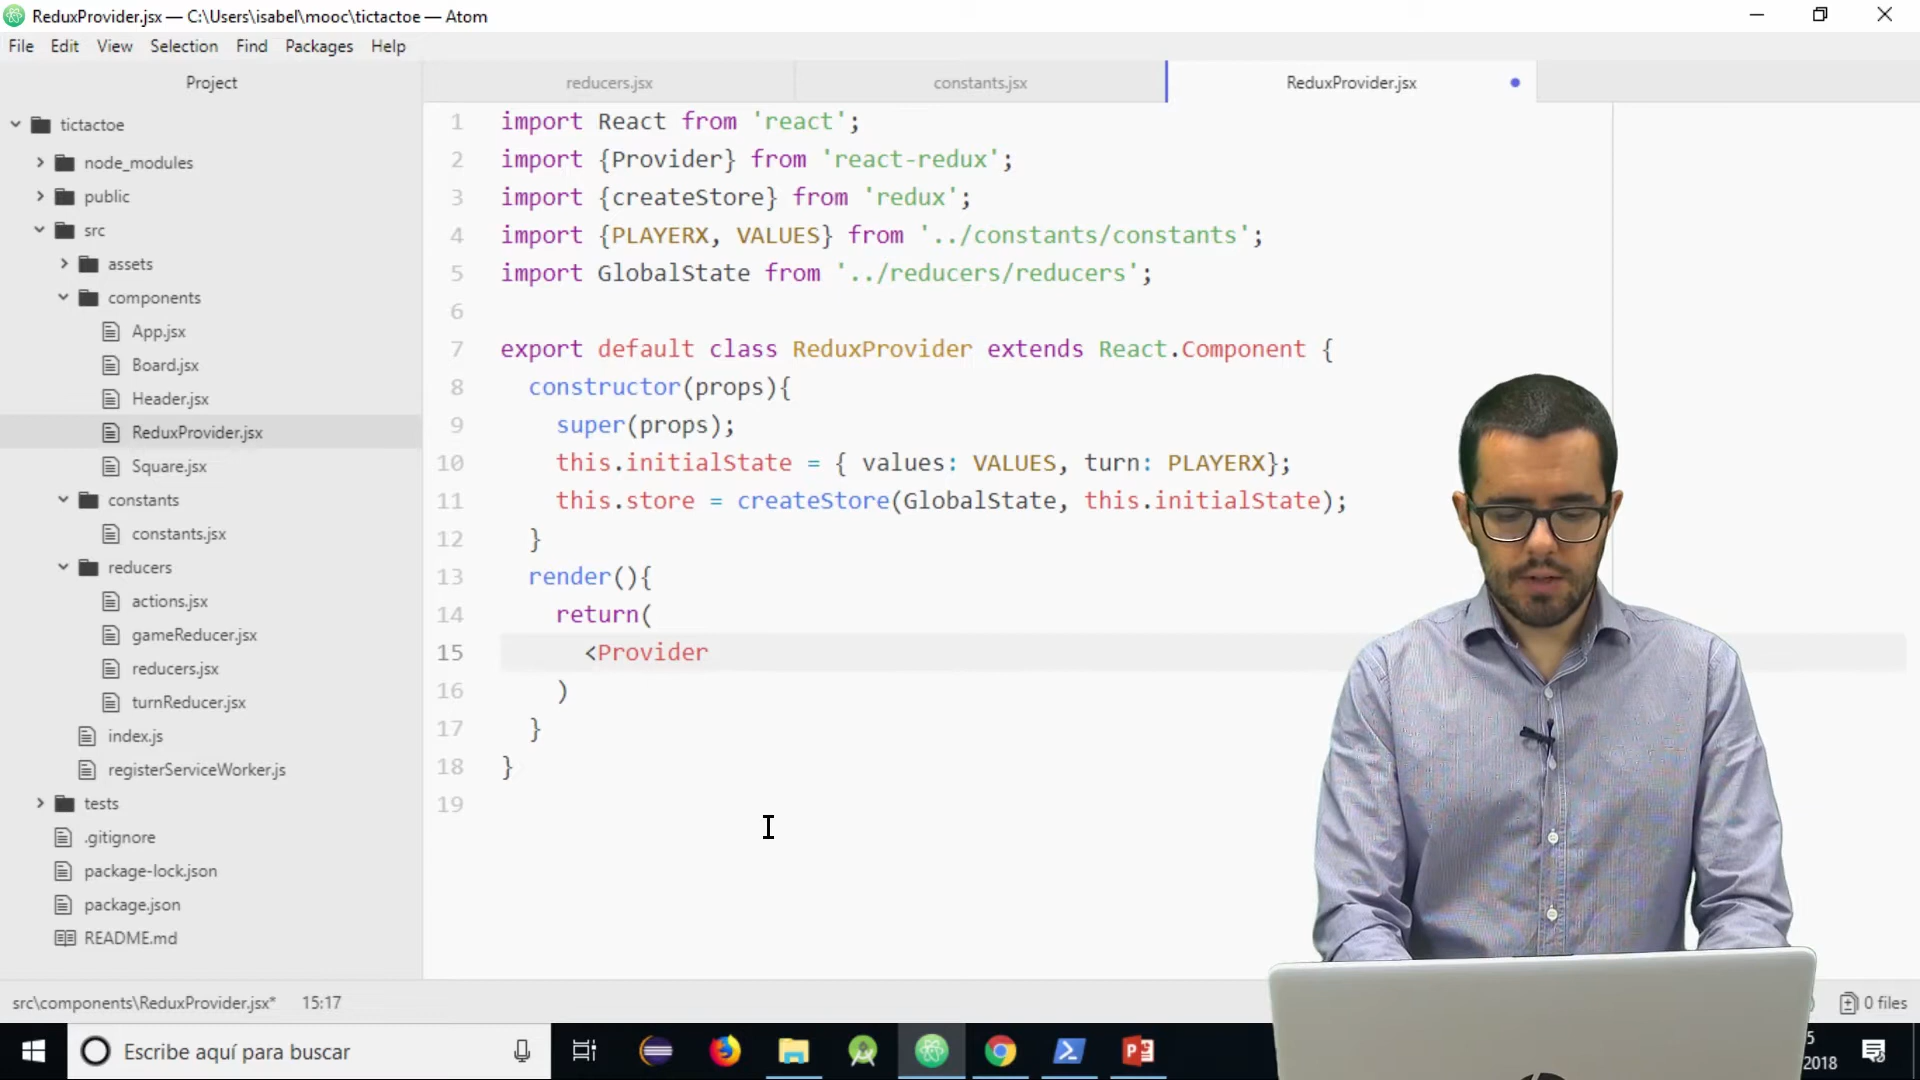 ReduxProvider.jsx — C:\Users\isabel\mooc\tictactoe — Atom
File Edit View Selection Find Packages Help
Project
tictactoe
node_modules
public
src
assets
components
App.jsx
Board.jsx
Header.jsx
ReduxProvider.jsx
Square.jsx
constants
constants.jsx
reducers
actions.jsx
gameReducer.jsx
reducers.jsx
turnReducer.jsx
index.js
registerServiceWorker.js
tests
.gitignore
package-lock.json
package.json
README.md
reducers.jsx constants.jsx ReduxProvider.jsx
1 import React from 'react';
2 import {Provider} from 'react-redux';
3 import {createStore} from 'redux';
4 import {PLAYERX, VALUES} from '../constants/constants';
5 import GlobalState from '../reducers/reducers';
6
7 export default class ReduxProvider extends React.Component {
8 constructor(props){
9 super(props);
10 this.initialState = { values: VALUES, turn: PLAYERX};
11 this.store = createStore(GlobalState, this.initialState);
12 }
13 render(){
14 return(
15 <Provider
16 )
17 }
18 }
19
src\components\ReduxProvider.jsx* 15:17
0 files
Escribe aquí para buscar
5
2018